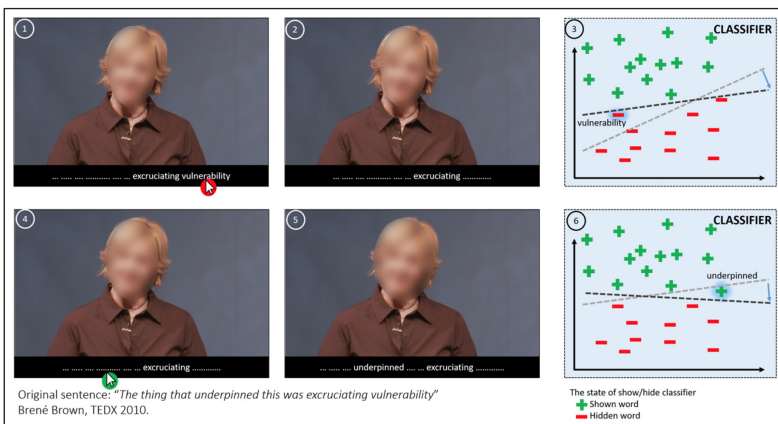 1
... ..... .... ............ .... ... excruciating vulnerability
2
... ..... .... ............ .... ... excruciating .............
3
CLASSIFIER
vulnerability
4
... ..... .... ............ .... ... excruciating .............
5
... ..... .... underpinned .... ... excruciating .............
6
CLASSIFIER
underpinned
Original sentence: “The thing that underpinned this was excruciating vulnerability”
Brené Brown, TEDX 2010.
The state of show/hide classifier
Shown word
Hidden word